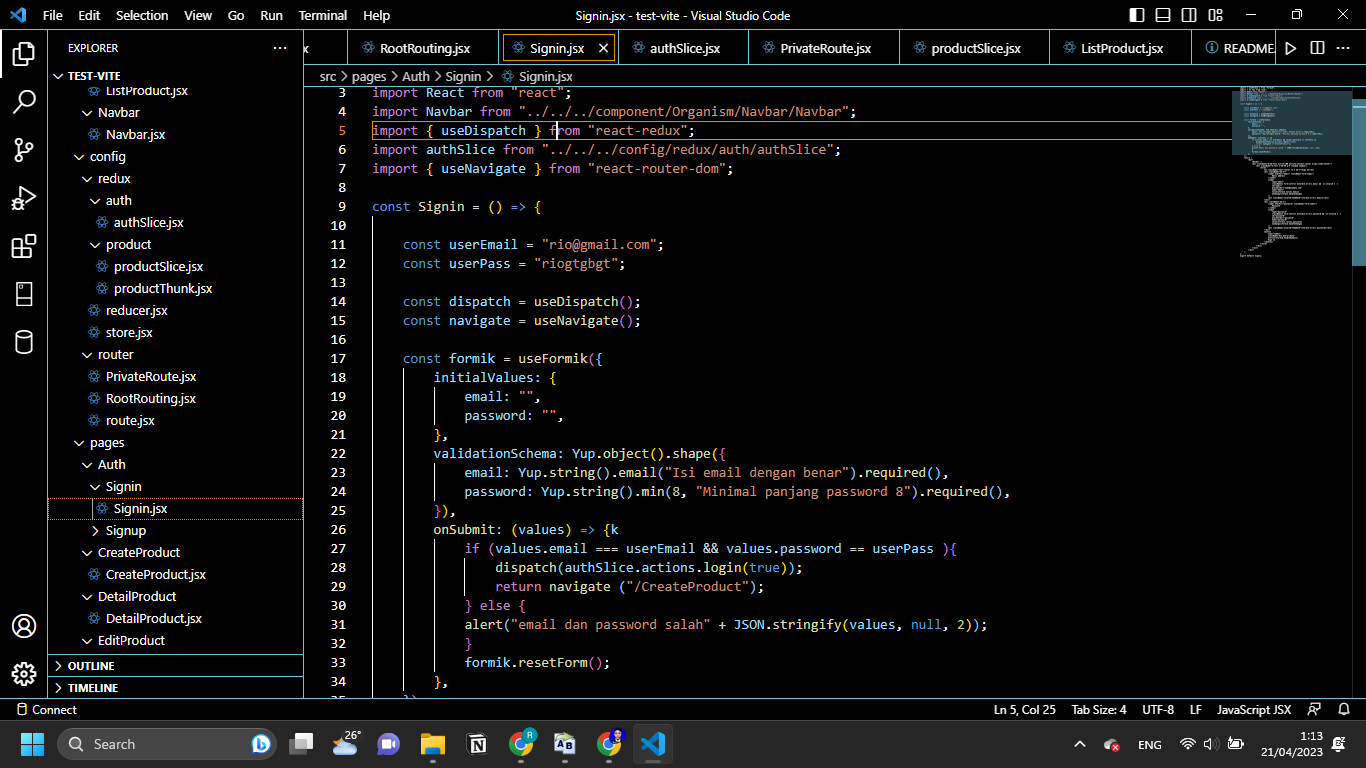 File Edit Selection View Go Run Terminal Help
Signin.jsx - test-vite - Visual Studio Code
EXPLORER
TEST-VITE
ListProduct.jsx
Navbar
Navbar.jsx
config
redux
auth
authSlice.jsx
product
productSlice.jsx
productThunk.jsx
reducer.jsx
store.jsx
router
PrivateRoute.jsx
RootRouting.jsx
route.jsx
pages
Auth
Signin
Signin.jsx
Signup
CreateProduct
CreateProduct.jsx
DetailProduct
DetailProduct.jsx
EditProduct
OUTLINE
TIMELINE
x RootRouting.jsx Signin.jsx authSlice.jsx PrivateRoute.jsx productSlice.jsx ListProduct.jsx README.
src > pages > Auth > Signin > Signin.jsx
3 import React from "react";
4 import Navbar from "../../../component/Organism/Navbar/Navbar";
5 import { useDispatch } from "react-redux";
6 import authSlice from "../../../config/redux/auth/authSlice";
7 import { useNavigate } from "react-router-dom";
8
9 const Signin = () => {
10
11 const userEmail = "rio@gmail.com";
12 const userPass = "riogtgbgt";
13
14 const dispatch = useDispatch();
15 const navigate = useNavigate();
16
17 const formik = useFormik({
18 initialValues: {
19 email: "",
20 password: "",
21 },
22 validationSchema: Yup.object().shape({
23 email: Yup.string().email("Isi email dengan benar").required(),
24 password: Yup.string().min(8, "Minimal panjang password 8").required(),
25 }),
26 onSubmit: (values) => {k
27 if (values.email === userEmail && values.password == userPass ){
28 dispatch(authSlice.actions.login(true));
29 return navigate ("/CreateProduct");
30 } else {
31 alert("email dan password salah" + JSON.stringify(values, null, 2));
32 }
33 formik.resetForm();
34 },
Connect
Ln 5, Col 25 Tab Size: 4 UTF-8 LF JavaScript JSX
Search
26°
ENG
1:13
21/04/2023